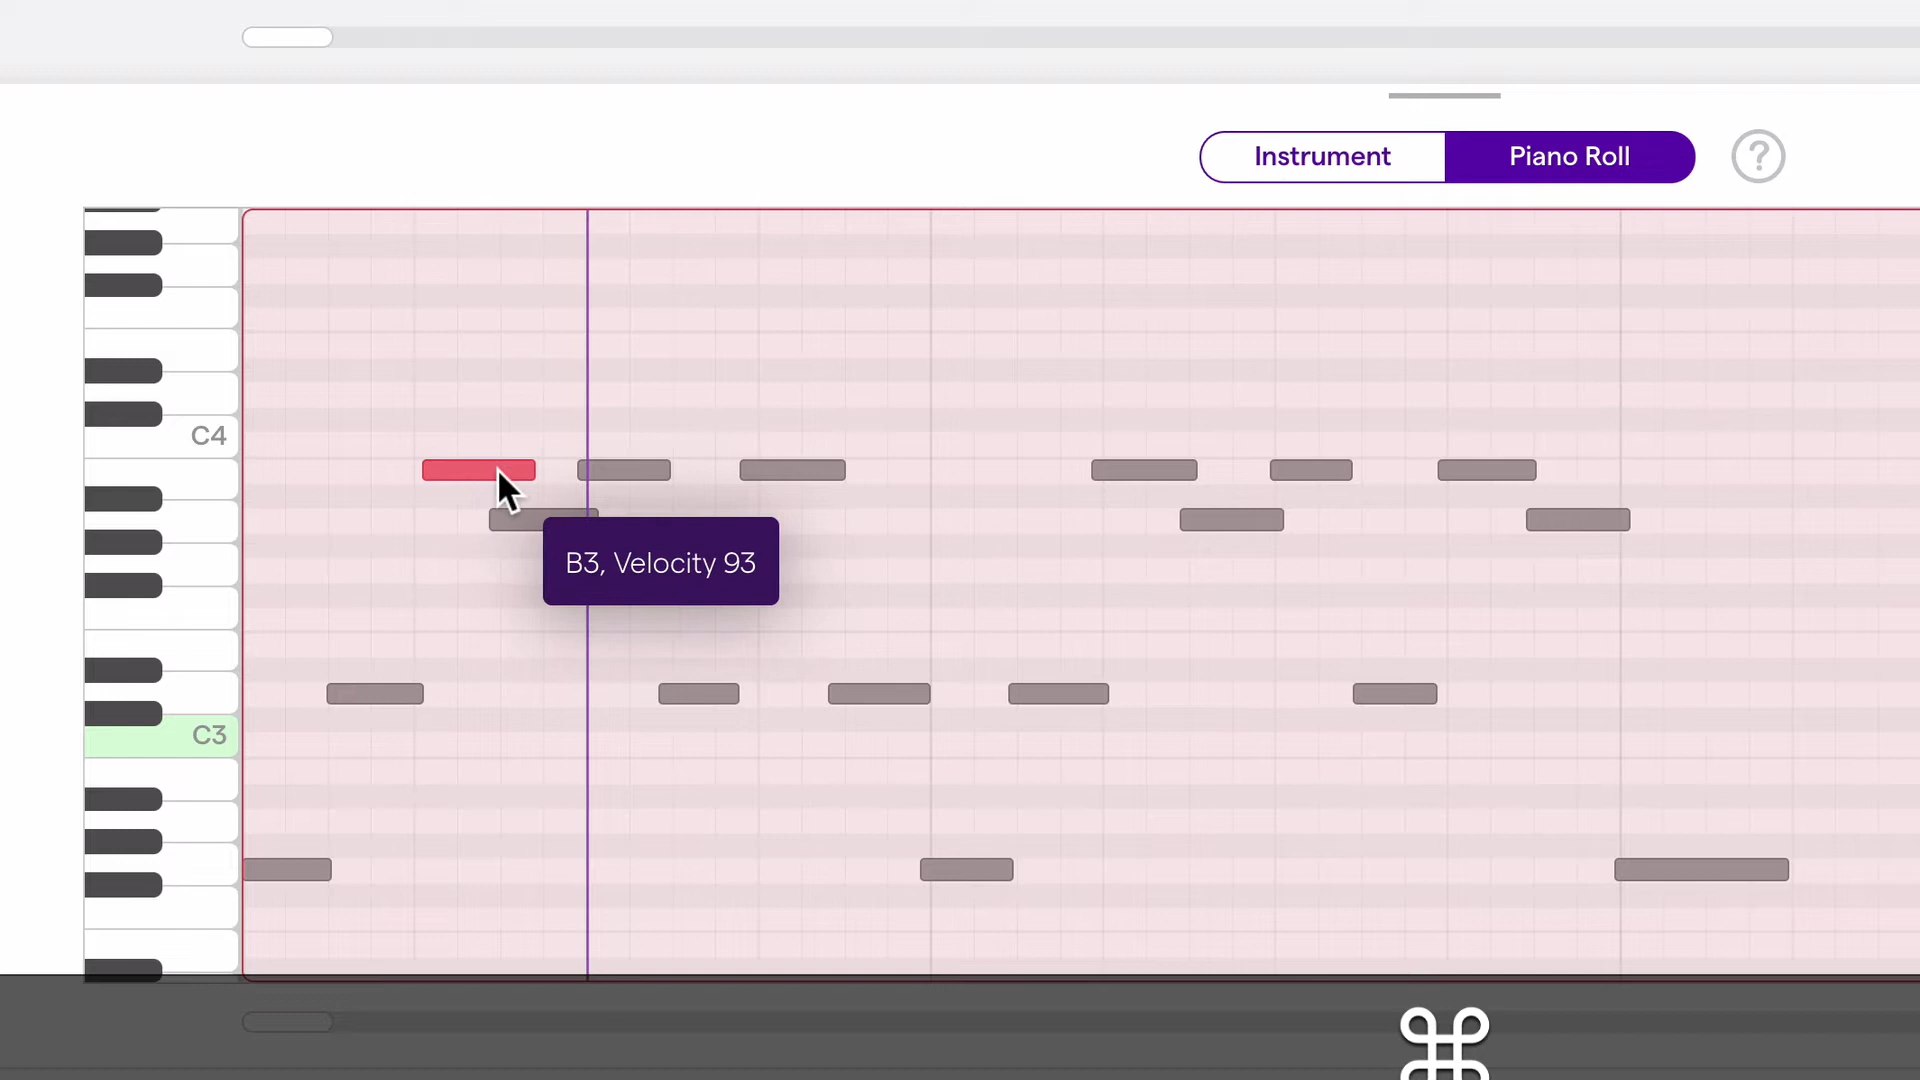 Instrument
Piano Roll
?
C4
B3, Velocity 93
C3
⌘